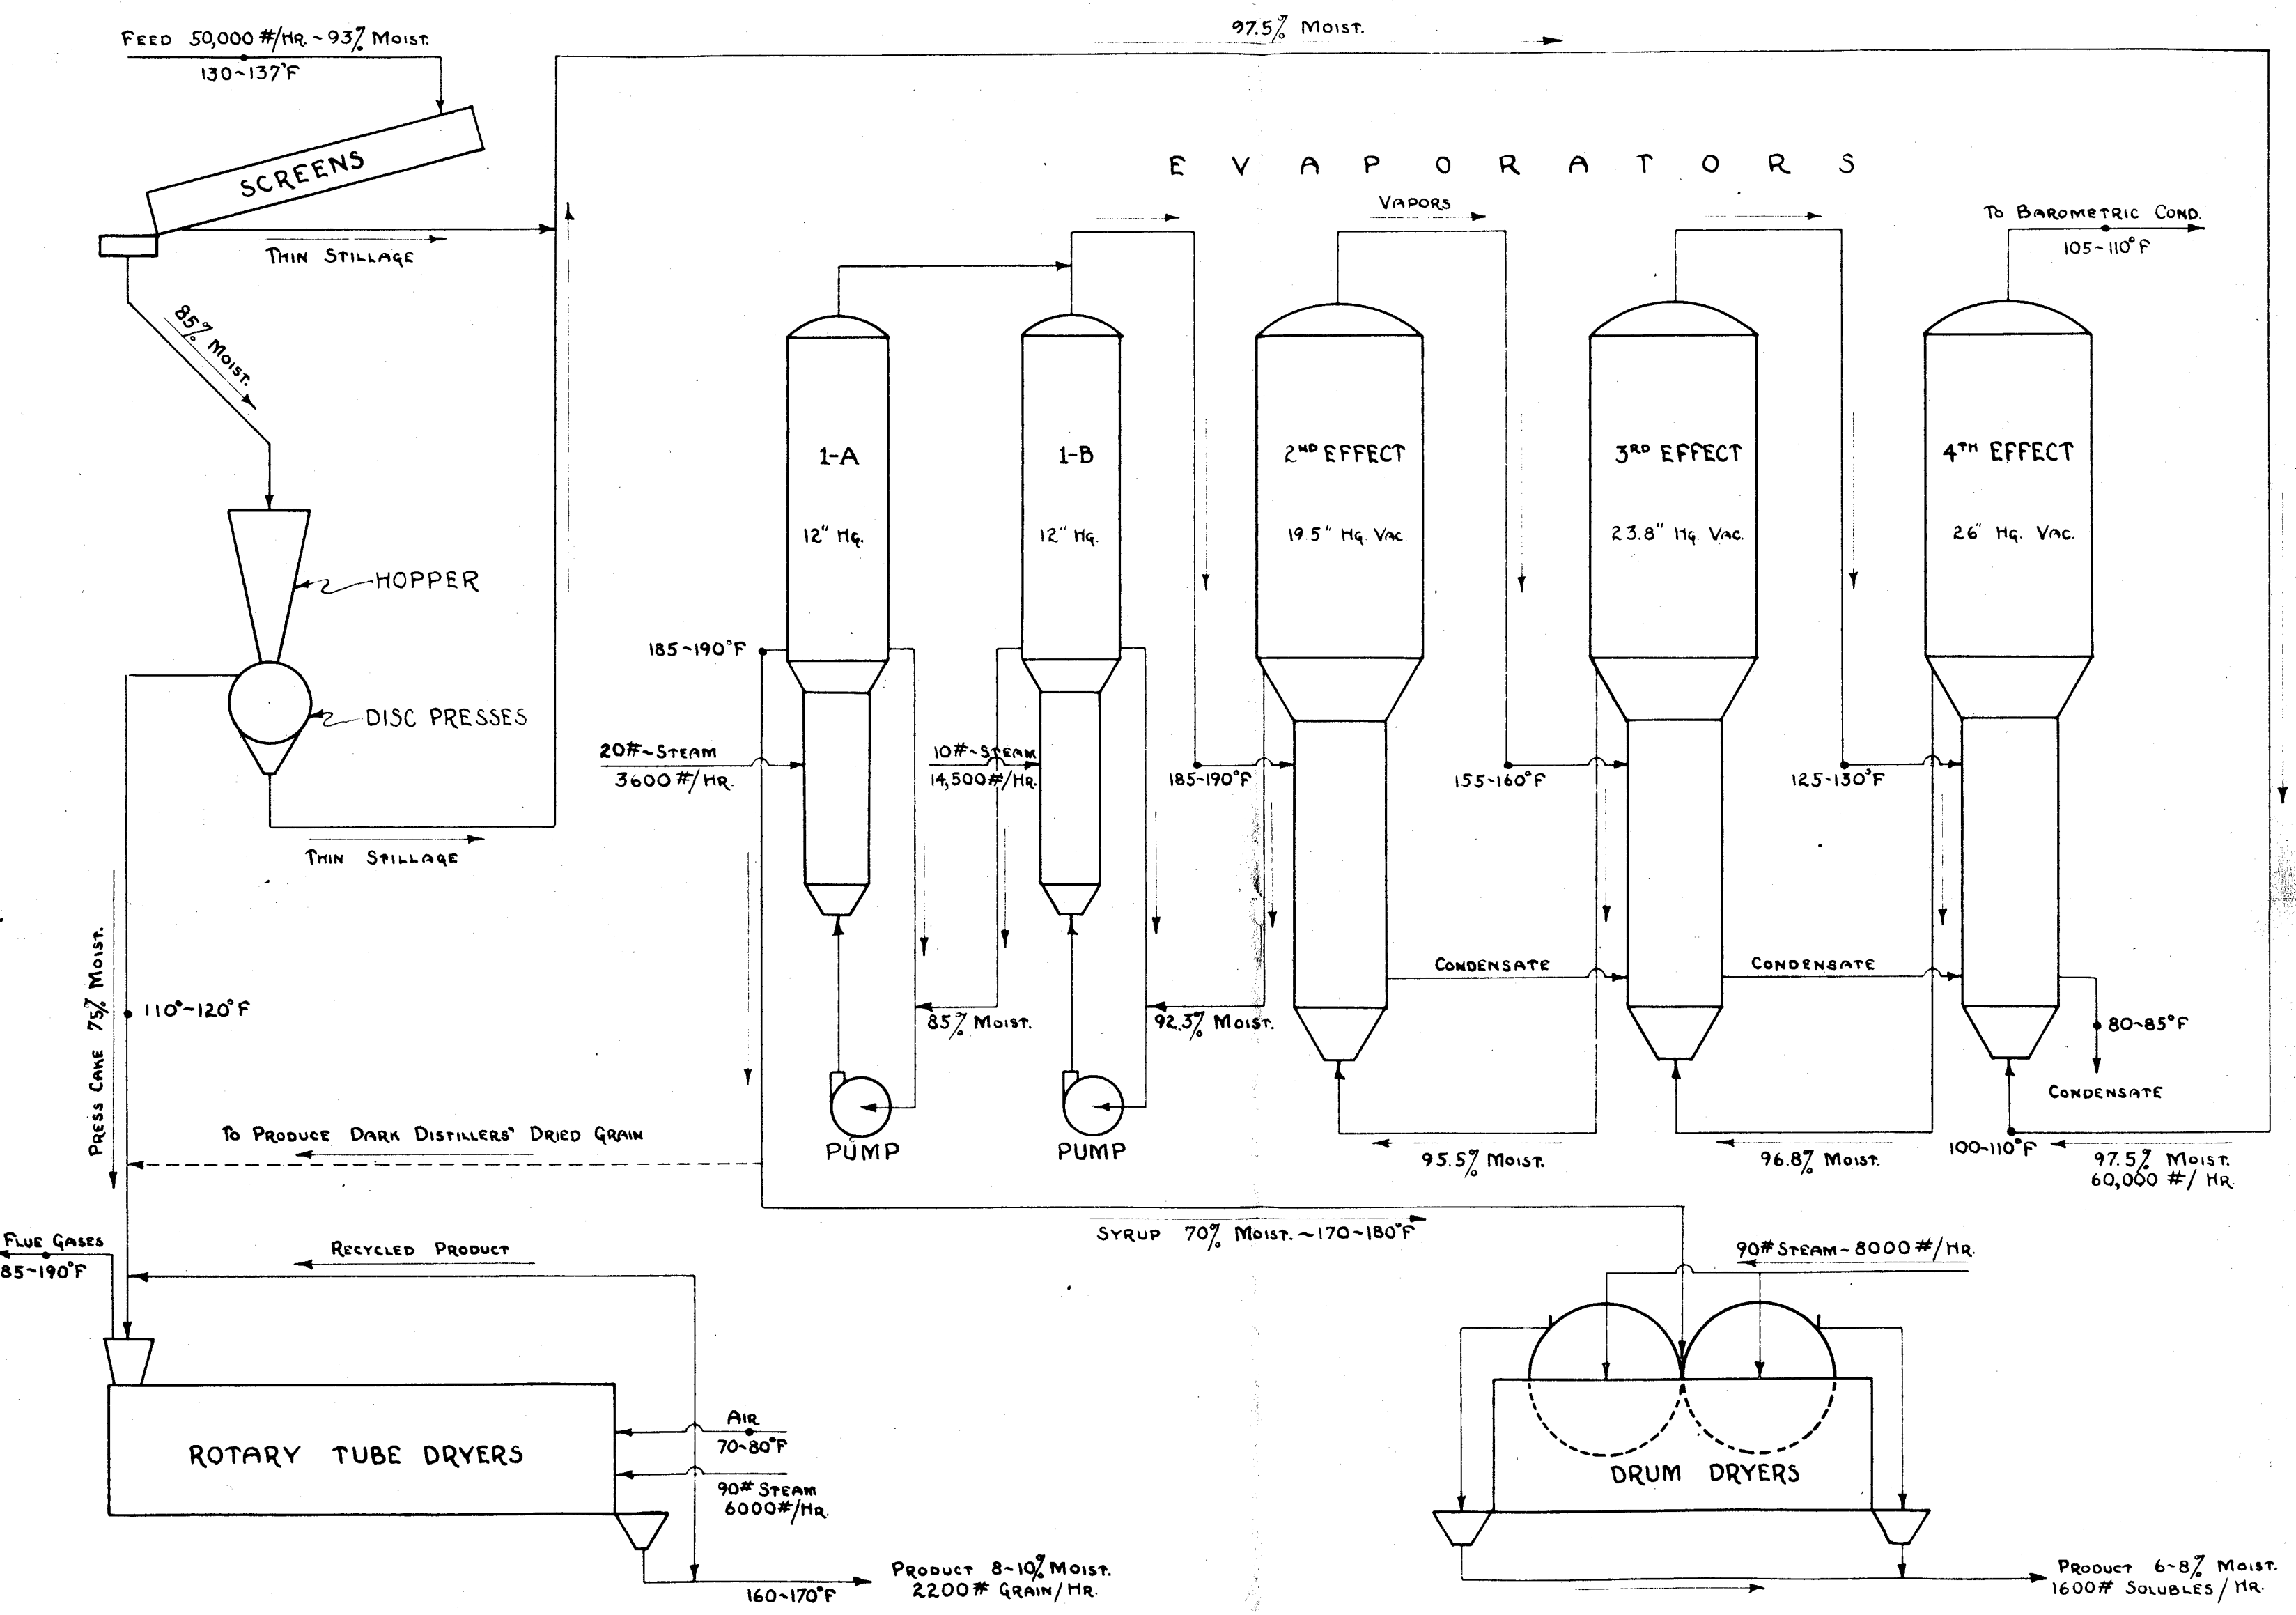 FEED 50,000 #/HR. ~ 93% MOIST.
130~137°F
97.5% MOIST.
SCREENS
THIN STILLAGE
85% MOIST.
HOPPER
DISC PRESSES
THIN STILLAGE
PRESS CAKE 75% MOIST.
110°~120°F
EVAPORATORS
VAPORS
TO BAROMETRIC COND.
105~110°F
1-A
12" HG.
1-B
12" HG.
2ND EFFECT
19.5" HG. VAC.
3RD EFFECT
23.8" HG. VAC.
4TH EFFECT
26" HG. VAC.
185~190°F
20#~STEAM
3600 #/HR.
10#~STEAM
14,500 #/HR.
185~190°F
155~160°F
125~130°F
CONDENSATE
CONDENSATE
85% MOIST.
92.3% MOIST.
80~85°F
CONDENSATE
PUMP
PUMP
95.5% MOIST.
96.8% MOIST.
100~110°F
97.5% MOIST.
60,000 #/HR.
TO PRODUCE DARK DISTILLERS' DRIED GRAIN
SYRUP 70% MOIST. ~170~180°F
FLUE GASES
85~190°F
RECYCLED PRODUCT
90# STEAM~8000 #/HR.
ROTARY TUBE DRYERS
AIR
70~80°F
90# STEAM
6000#/HR.
DRUM DRYERS
160~170°F
PRODUCT 8~10% MOIST.
2200# GRAIN/HR.
PRODUCT 6~8% MOIST.
1600# SOLUBLES/HR.